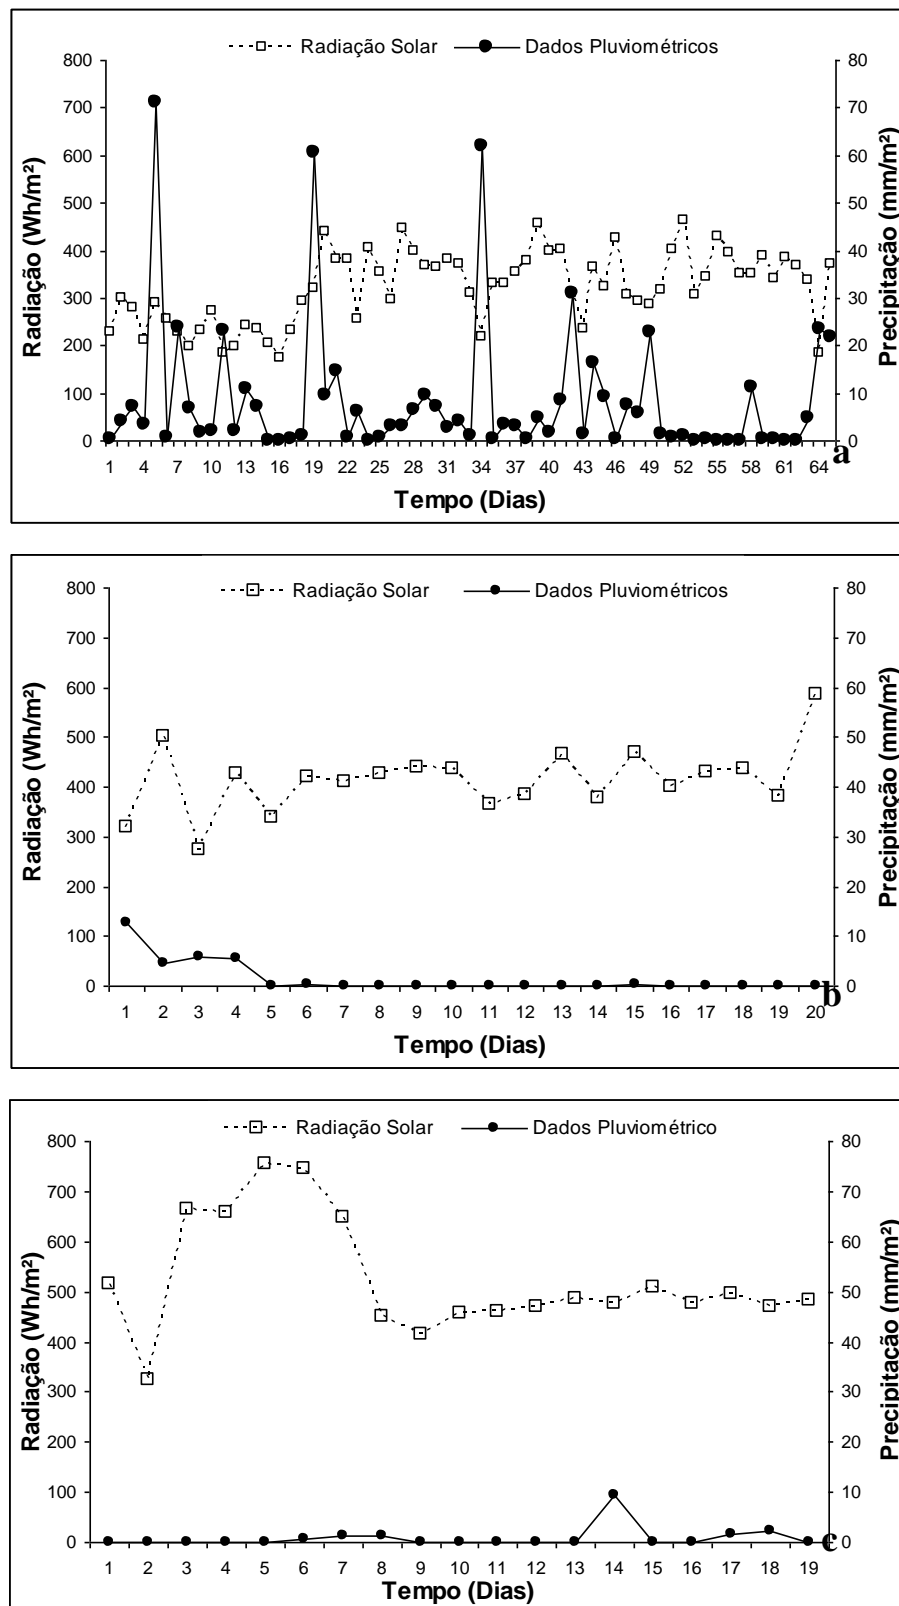 Radiação Solar Dados Pluviométricos
800 80
700 70
600 60
500 50
400 40
300 30
200 20
100 10
0 0
Radiação (Wh/m²)
Precipitação (mm/m²)
1 4 7 10 13 16 19 22 25 28 31 34 37 40 43 46 49 52 55 58 61 64
a
Tempo (Dias)
Radiação Solar Dados Pluviométricos
800 80
700 70
600 60
500 50
400 40
300 30
200 20
100 10
0 0
Radiação (Wh/m²)
Precipitação (mm/m²)
1 2 3 4 5 6 7 8 9 10 11 12 13 14 15 16 17 18 19 20
b
Tempo (Dias)
Radiação Solar Dados Pluviométrico
800 80
700 70
600 60
500 50
400 40
300 30
200 20
100 10
0 0
Radiação (Wh/m²)
Precipitação (mm/m²)
1 2 3 4 5 6 7 8 9 10 11 12 13 14 15 16 17 18 19
c
Tempo (Dias)